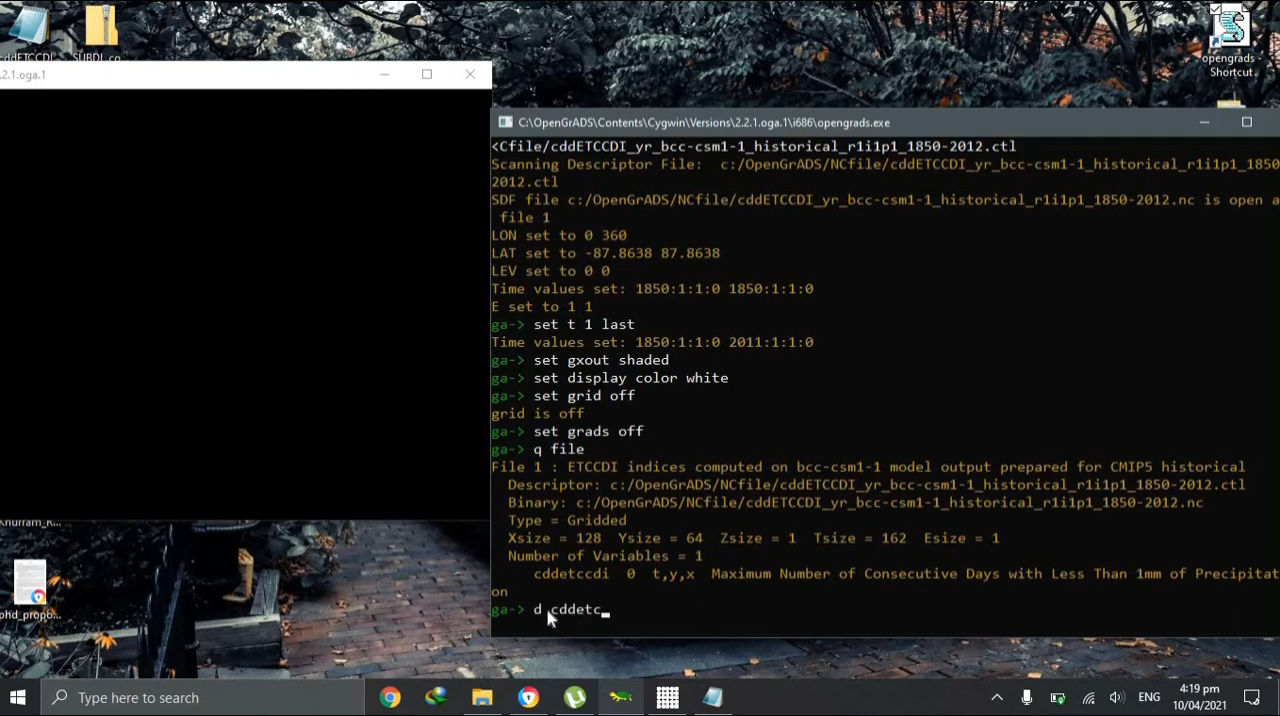 cddETCCDI_
SUBDL.co...
opengrads -
Shortcut
2.2.1.oga.1
C:\OpenGrADS\Contents\Cygwin\Versions\2.2.1.oga.1\i686\opengrads.exe
<Cfile/cddETCCDI_yr_bcc-csm1-1_historical_r1i1p1_1850-2012.ctl
Scanning Descriptor File:  c:/OpenGrADS/NCfile/cddETCCDI_yr_bcc-csm1-1_historical_r1i1p1_1850
2012.ctl
SDF file c:/OpenGrADS/NCfile/cddETCCDI_yr_bcc-csm1-1_historical_r1i1p1_1850-2012.nc is open a
file 1
LON set to 0 360
LAT set to -87.8638 87.8638
LEV set to 0 0
Time values set: 1850:1:1:0 1850:1:1:0
E set to 1 1
ga-> set t 1 last
Time values set: 1850:1:1:0 2011:1:1:0
ga-> set gxout shaded
ga-> set display color white
ga-> set grid off
grid is off
ga-> set grads off
ga-> q file
File 1 : ETCCDI indices computed on bcc-csm1-1 model output prepared for CMIP5 historical
Descriptor: c:/OpenGrADS/NCfile/cddETCCDI_yr_bcc-csm1-1_historical_r1i1p1_1850-2012.ctl
Binary: c:/OpenGrADS/NCfile/cddETCCDI_yr_bcc-csm1-1_historical_r1i1p1_1850-2012.nc
Type = Gridded
Xsize = 128  Ysize = 64  Zsize = 1  Tsize = 162  Esize = 1
Number of Variables = 1
cddetccdi  0  t,y,x  Maximum Number of Consecutive Days with Less Than 1mm of Precipitat
on
ga-> d cddetc_
Khurram_R...
phd_propo...
Type here to search
ENG
4:19 pm
10/04/2021